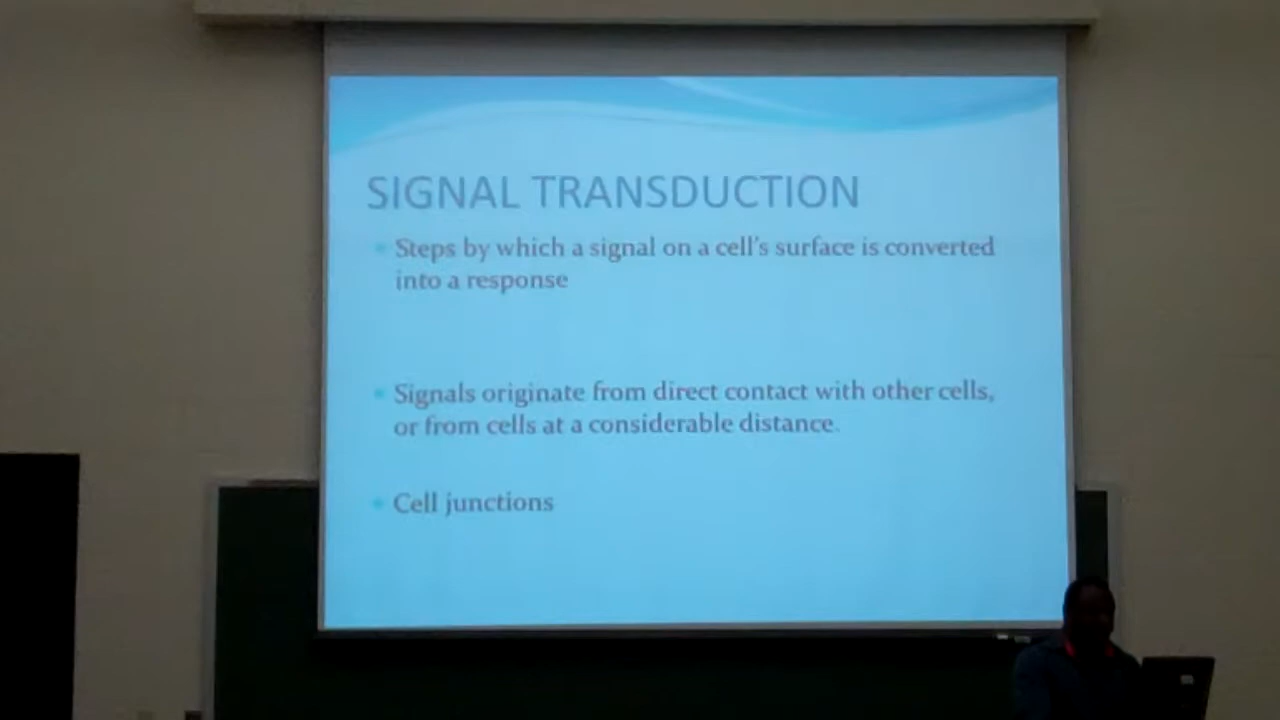 SIGNAL TRANSDUCTION
Steps by which a signal on a cell's surface is converted
into a response
Signals originate from direct contact with other cells,
or from cells at a considerable distance.
Cell junctions